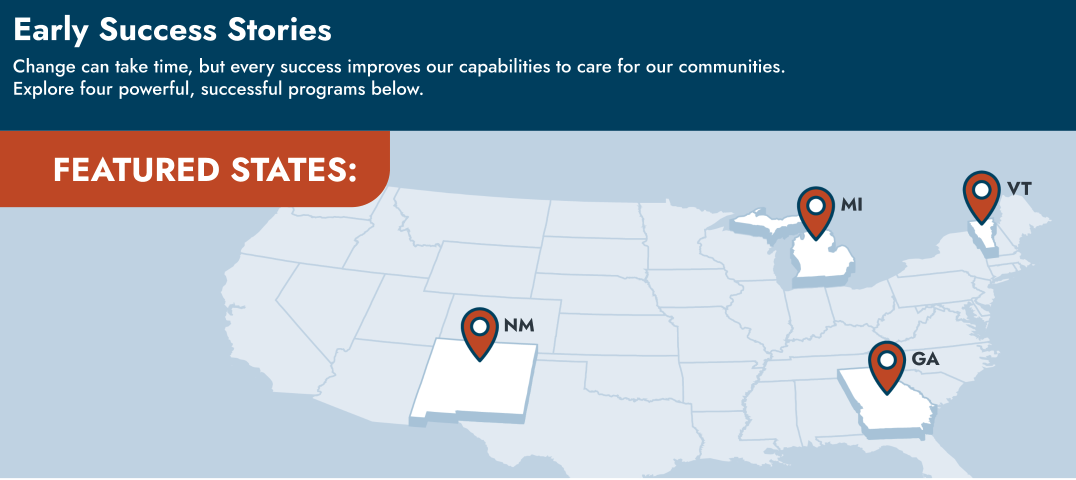 Early Success Stories
Change can take time, but every success improves our capabilities to care for our communities.
Explore four powerful, successful programs below.
FEATURED STATES:
VT
MI
NM
GA